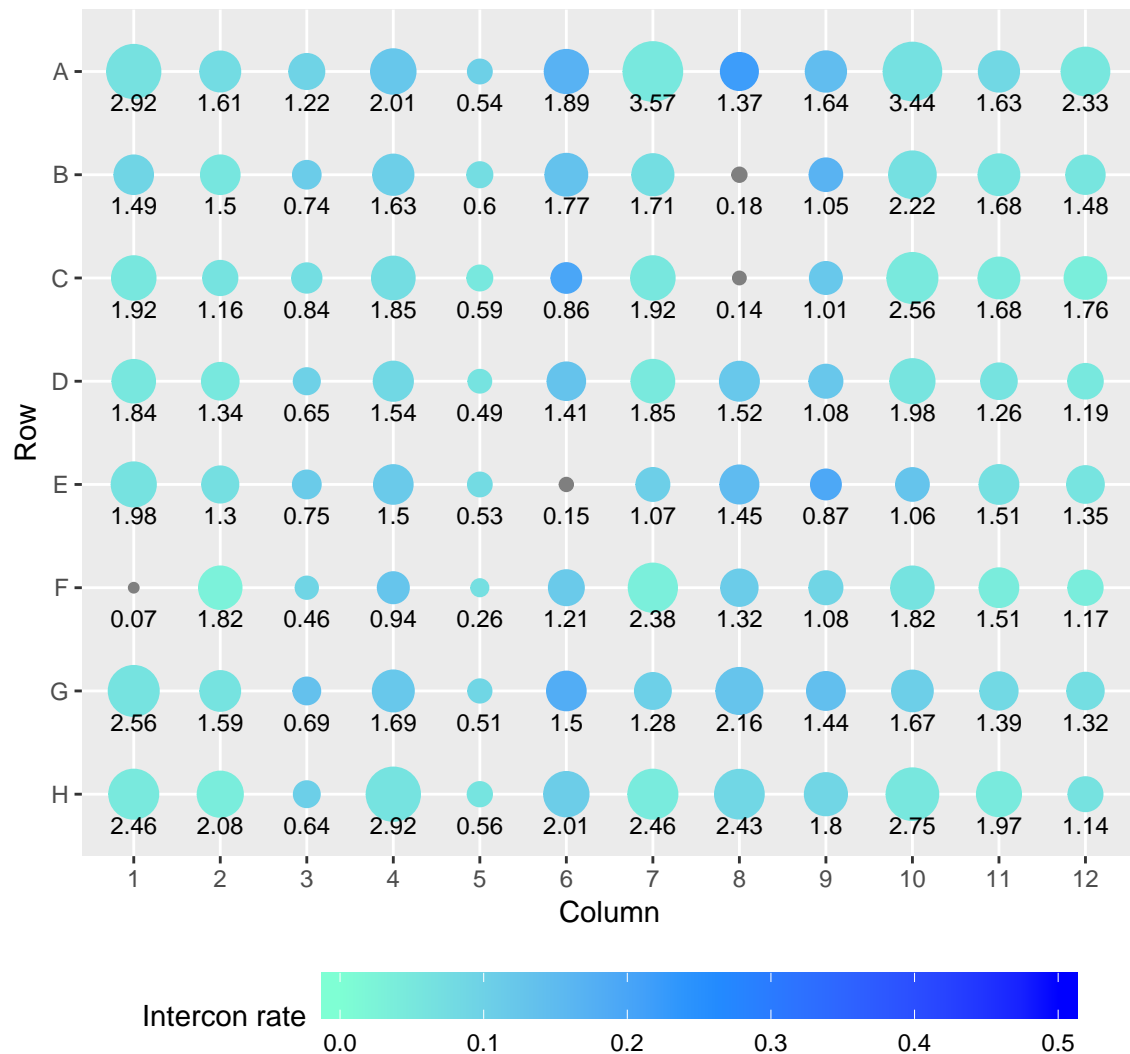 A
2.92 1.61 1.22 2.01 0.54 1.89 3.57 1.37 1.64 3.44 1.63 2.33
B
1.49 1.5 0.74 1.63 0.6 1.77 1.71 0.18 1.05 2.22 1.68 1.48
C
1.92 1.16 0.84 1.85 0.59 0.86 1.92 0.14 1.01 2.56 1.68 1.76
D
1.84 1.34 0.65 1.54 0.49 1.41 1.85 1.52 1.08 1.98 1.26 1.19
Row
E
1.98 1.3 0.75 1.5 0.53 0.15 1.07 1.45 0.87 1.06 1.51 1.35
F
0.07 1.82 0.46 0.94 0.26 1.21 2.38 1.32 1.08 1.82 1.51 1.17
G
2.56 1.59 0.69 1.69 0.51 1.5 1.28 2.16 1.44 1.67 1.39 1.32
H
2.46 2.08 0.64 2.92 0.56 2.01 2.46 2.43 1.8 2.75 1.97 1.14
1 2 3 4 5 6 7 8 9 10 11 12
Column
Intercon rate
0.0 0.1 0.2 0.3 0.4 0.5